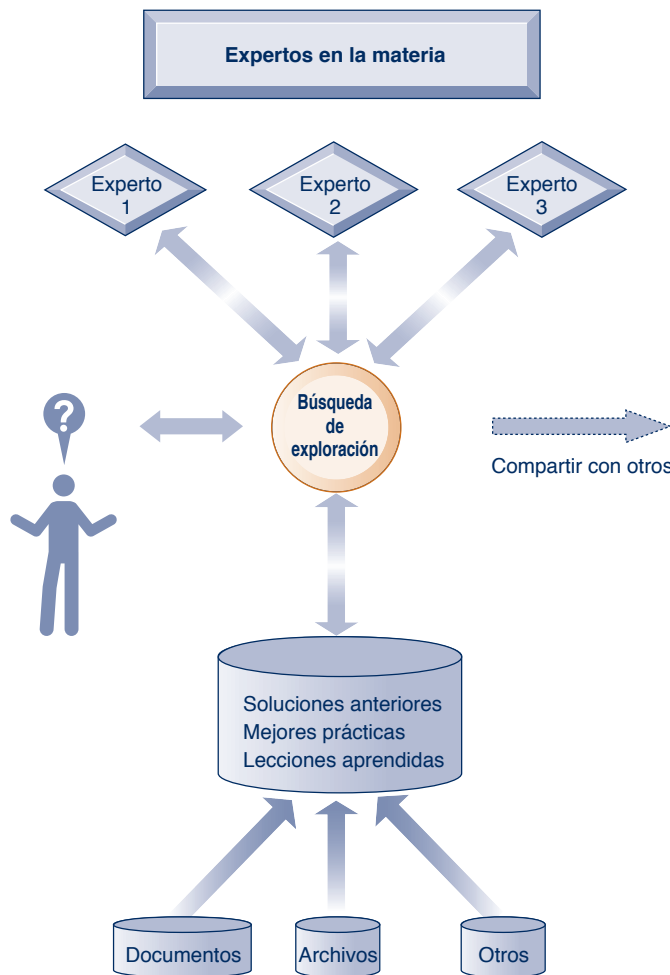 Expertos en la materia
Experto
1
Experto
2
Experto
3
?
Búsqueda
de
exploración
Compartir con otros
Soluciones anteriores
Mejores prácticas
Lecciones aprendidas
Documentos
Archivos
Otros